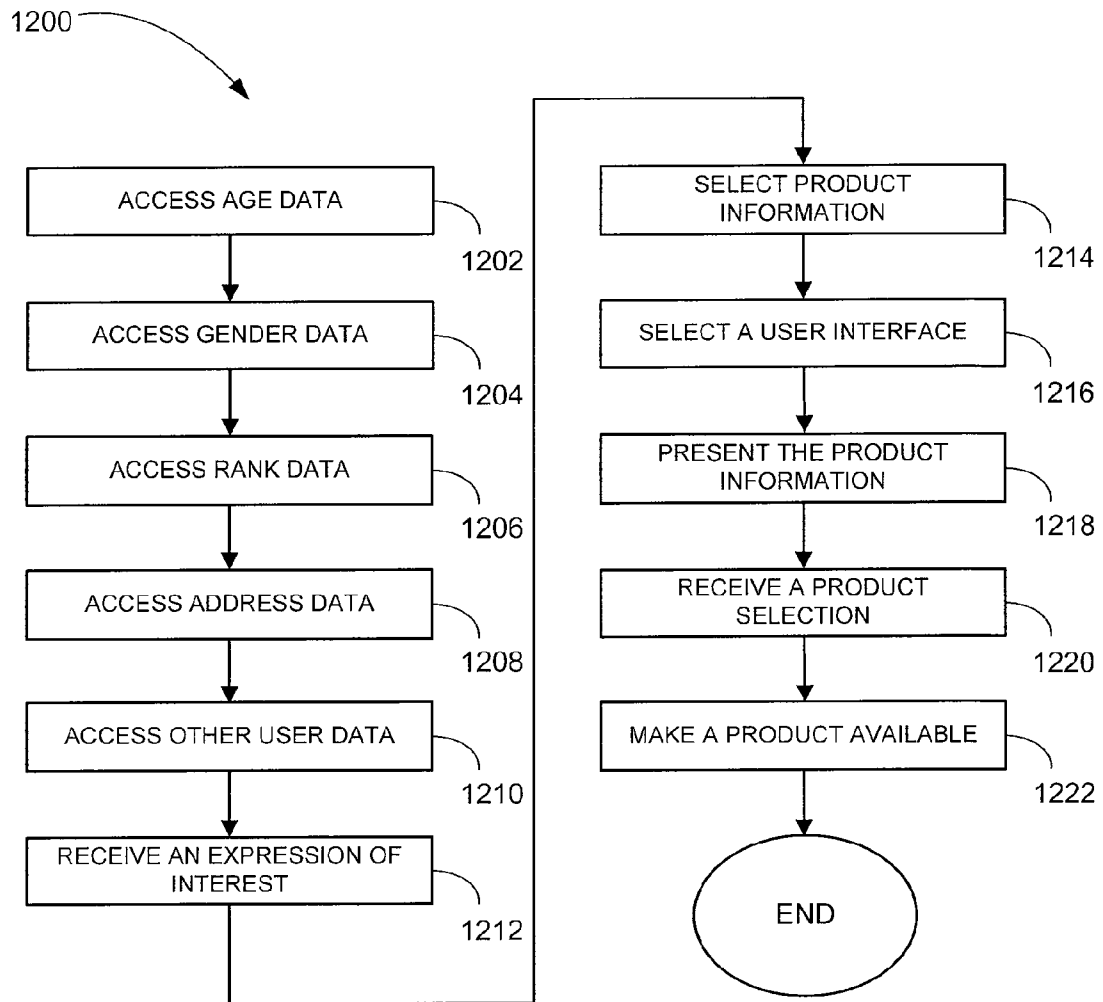 1200
ACCESS AGE DATA
1202
ACCESS GENDER DATA
1204
ACCESS RANK DATA
1206
ACCESS ADDRESS DATA
1208
ACCESS OTHER USER DATA
1210
RECEIVE AN EXPRESSION OF
INTEREST
1212
SELECT PRODUCT
INFORMATION
1214
SELECT A USER INTERFACE
1216
PRESENT THE PRODUCT
INFORMATION
1218
RECEIVE A PRODUCT
SELECTION
1220
MAKE A PRODUCT AVAILABLE
1222
END